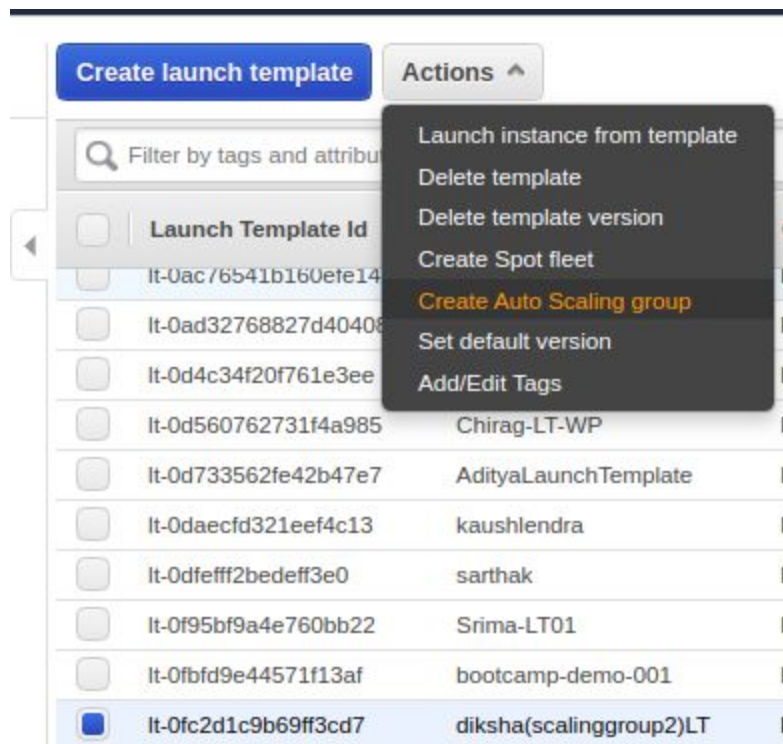 Create launch template Actions
Launch instance from template
Filter by tags and attribut
Delete template
Delete template version
Launch Template Id
Create Spot fleet
lt-0ac76541b160efe14
Create Auto Scaling group
lt-0ad32768827d40408
Set default version
lt-0d4c34f20f761e3ee
Add/Edit Tags
lt-0d560762731f4a985 Chirag-LT-WP
lt-0d733562fe42b47e7 AdityaLaunchTemplate
lt-0daecfd321eef4c13 kaushlendra
lt-0dfefff2bedeff3e0 sarthak
lt-0f95bf9a4e760bb22 Srima-LT01
lt-0fbfd9e44571f13af bootcamp-demo-001
lt-0fc2d1c9b69ff3cd7 diksha(scalinggroup2)LT